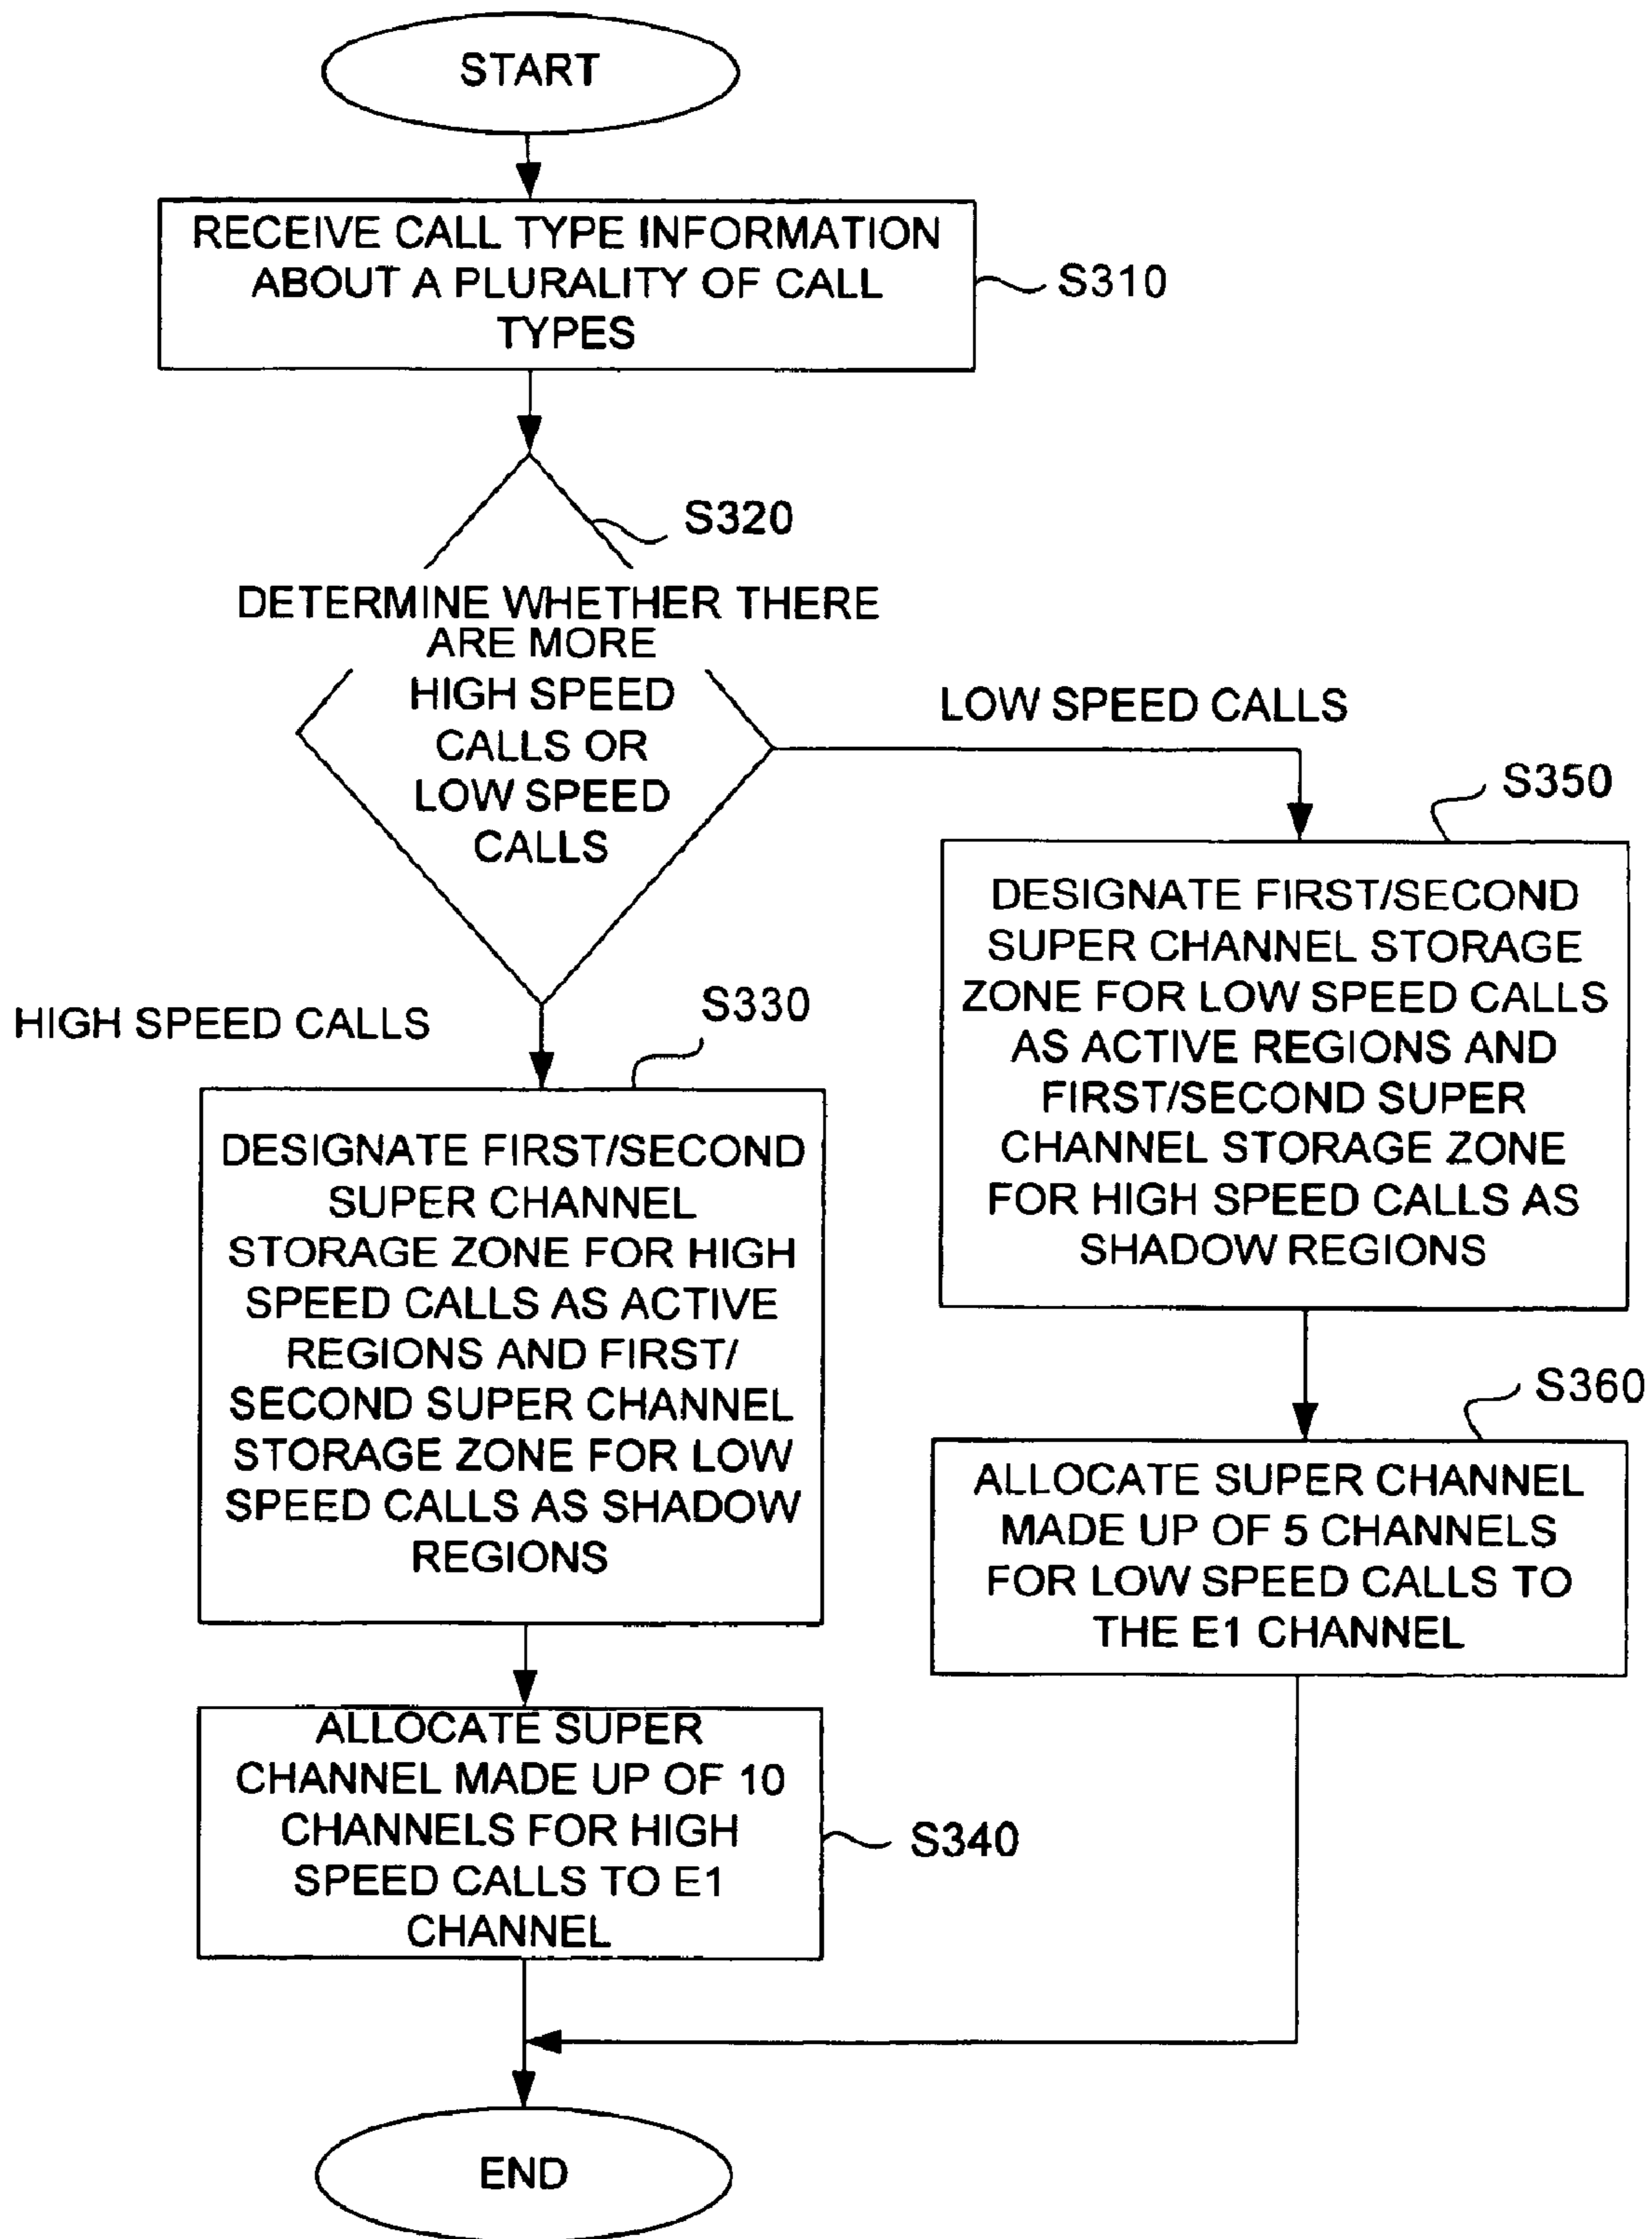 START
RECEIVE CALL TYPE INFORMATION
ABOUT A PLURALITY OF CALL
TYPES
S310
S320
DETERMINE WHETHER THERE
ARE MORE
HIGH SPEED
CALLS OR
LOW SPEED
CALLS
LOW SPEED CALLS
HIGH SPEED CALLS
S330
DESIGNATE FIRST/SECOND
SUPER CHANNEL
STORAGE ZONE FOR HIGH
SPEED CALLS AS ACTIVE
REGIONS AND FIRST/
SECOND SUPER CHANNEL
STORAGE ZONE FOR LOW
SPEED CALLS AS SHADOW
REGIONS
ALLOCATE SUPER
CHANNEL MADE UP OF 10
CHANNELS FOR HIGH
SPEED CALLS TO E1
CHANNEL
S340
S350
DESIGNATE FIRST/SECOND
SUPER CHANNEL STORAGE
ZONE FOR LOW SPEED CALLS
AS ACTIVE REGIONS AND
FIRST/SECOND SUPER
CHANNEL STORAGE ZONE
FOR HIGH SPEED CALLS AS
SHADOW REGIONS
S360
ALLOCATE SUPER CHANNEL
MADE UP OF 5 CHANNELS
FOR LOW SPEED CALLS TO
THE E1 CHANNEL
END